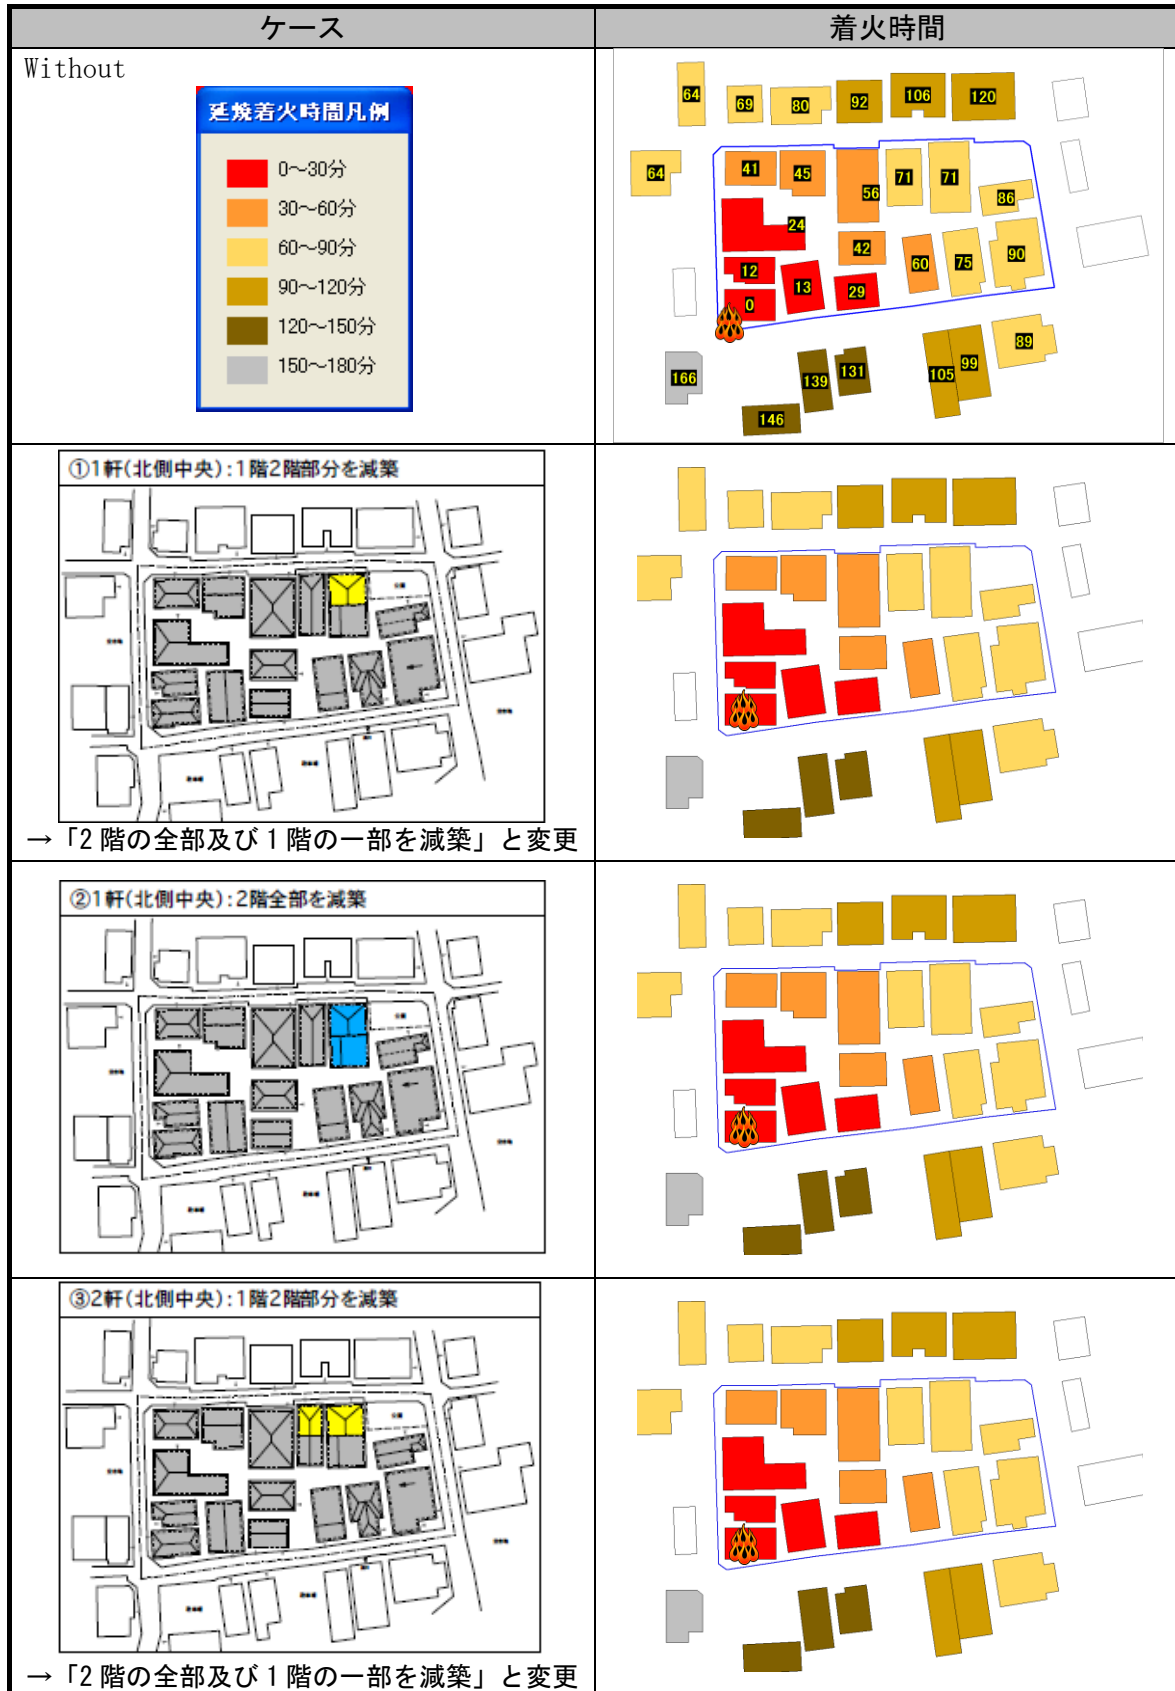 ケース
着火時間
Without
延焼着火時間凡例
0～30分
30～60分
60～90分
90～120分
120～150分
150～180分
64
69
80
92
106
120
64
41
45
56
71
71
86
24
42
60
75
90
12
13
29
0
166
139
131
105
99
89
146
①1軒(北側中央):1階2階部分を減築
→「2 階の全部及び 1 階の一部を減築」と変更
②1軒(北側中央):2階全部を減築
③2軒(北側中央):1階2階部分を減築
→「2 階の全部及び 1 階の一部を減築」と変更